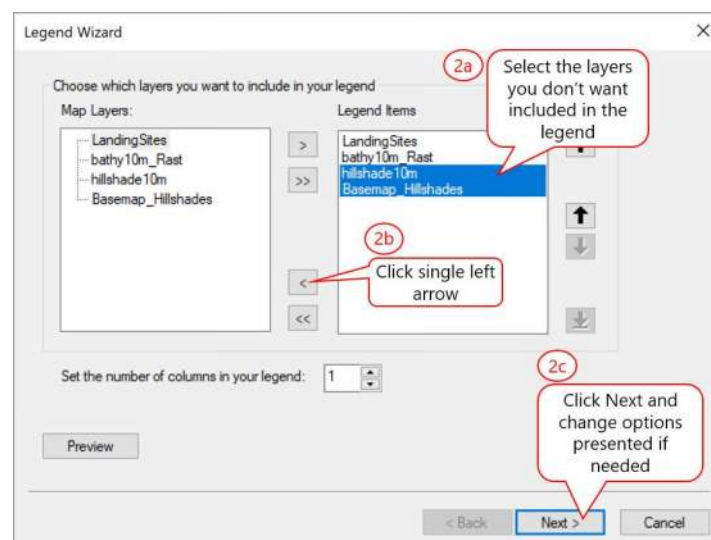 Legend Wizard
2a
Select the layers
you don't want
included in the
legend
Choose which layers you want to include in your legend
Map Layers:
Legend Items
LandingSites
bathy10m_Rast
hillshade10m
Basemap_Hillshades
>
>>
<
<<
LandingSites
bathy10m_Rast
hillshade10m
Basemap_Hillshades
2b
Click single left
arrow
Set the number of columns in your legend:
1
2c
Click Next and
change options
presented if
needed
Preview
< Back
Next >
Cancel